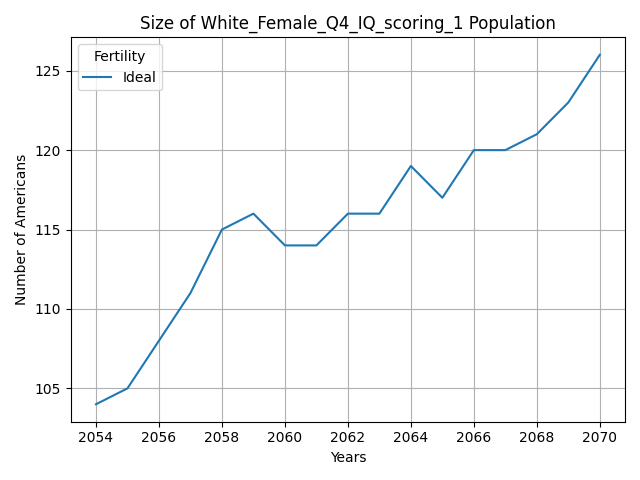 Size of White_Female_Q4_IQ_scoring_1 Population
Fertility
Ideal
125
120
115
110
105
Number of Americans
2054 2056 2058 2060 2062 2064 2066 2068 2070
Years